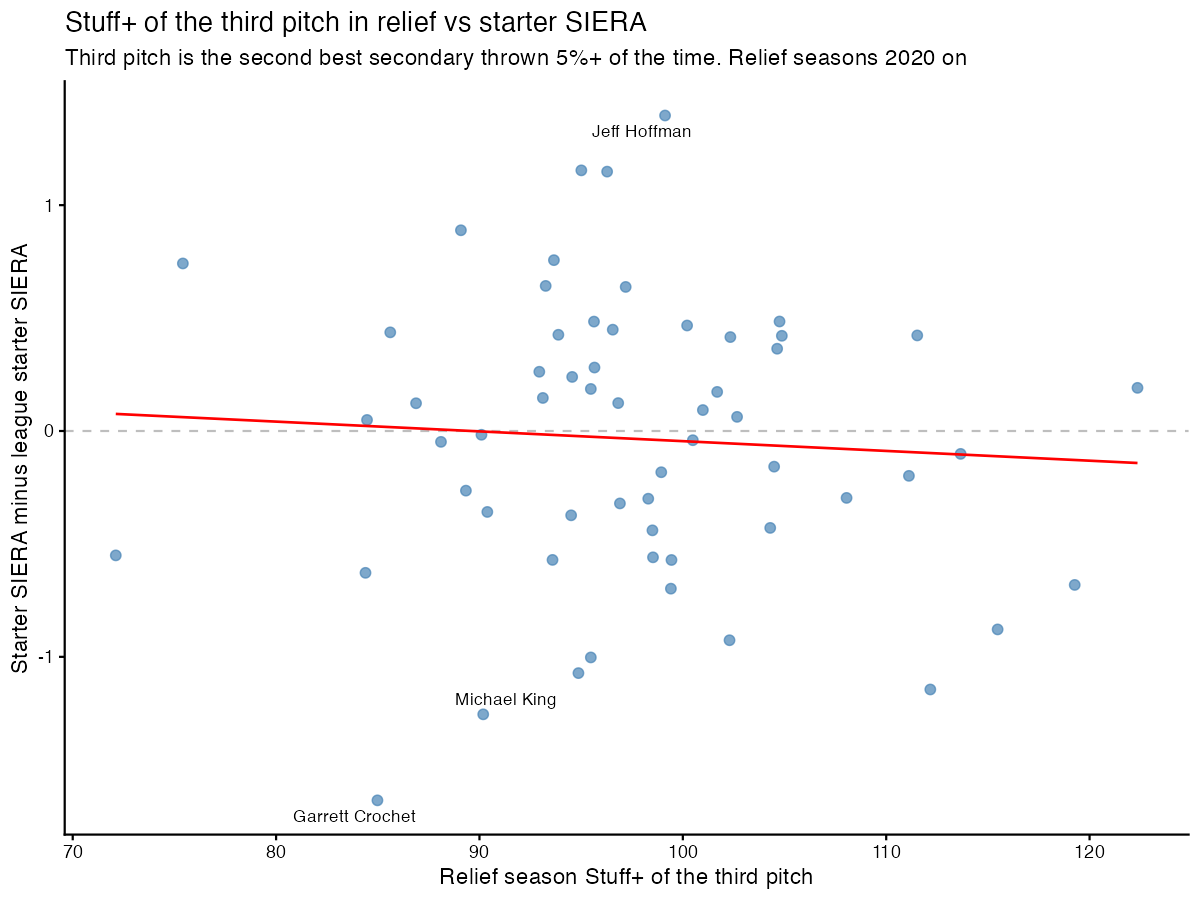 Stuff+ of the third pitch in relief vs starter SIERA
Third pitch is the second best secondary thrown 5%+ of the time. Relief seasons 2020 on
Jeff Hoffman
Michael King
Garrett Crochet
Starter SIERA minus league starter SIERA
1
0
-1
70 80 90 100 110 120
Relief season Stuff+ of the third pitch